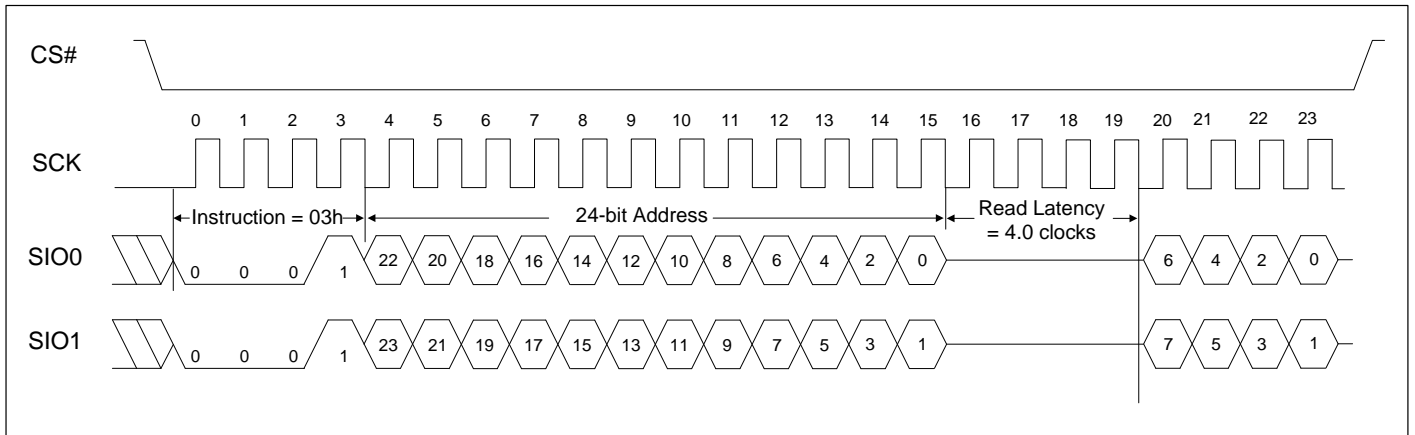 CS#
0 1 2 3 4 5 6 7 8 9 10 11 12 13 14 15 16 17 18 19 20 21 22 23
SCK
Instruction = 03h 24-bit Address Read Latency
= 4.0 clocks
SIO0 0 0 0 1 22 20 18 16 14 12 10 8 6 4 2 0 6 4 2 0
SIO1 0 0 0 1 23 21 19 17 15 13 11 9 7 5 3 1 7 5 3 1